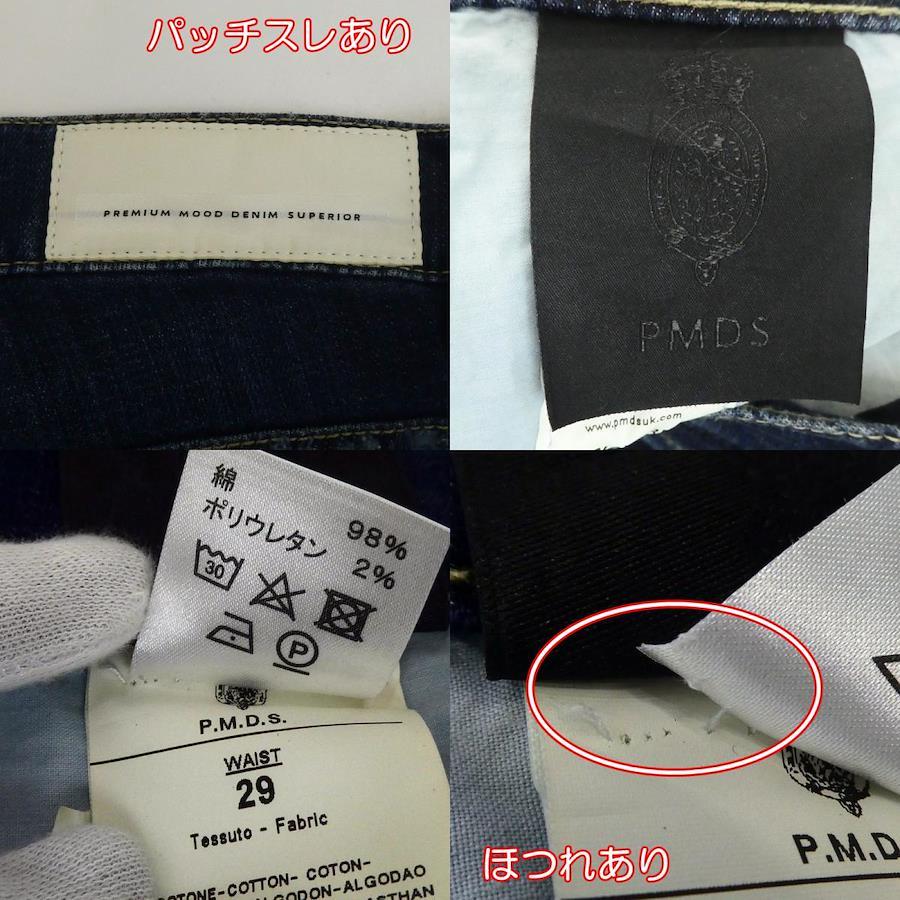 パッチスレあり
PREMIUM MOOD DENIM SUPERIOR
PMDS
www.pmdsuk.com
綿 98%
ポリウレタン 2%
30
P
P.M.D.s.
WAIST
29
Tessuto - Fabric
COTONE-COTTON- COTON-
ALGODON-ALGODAO
P.M.D.
ほつれあり